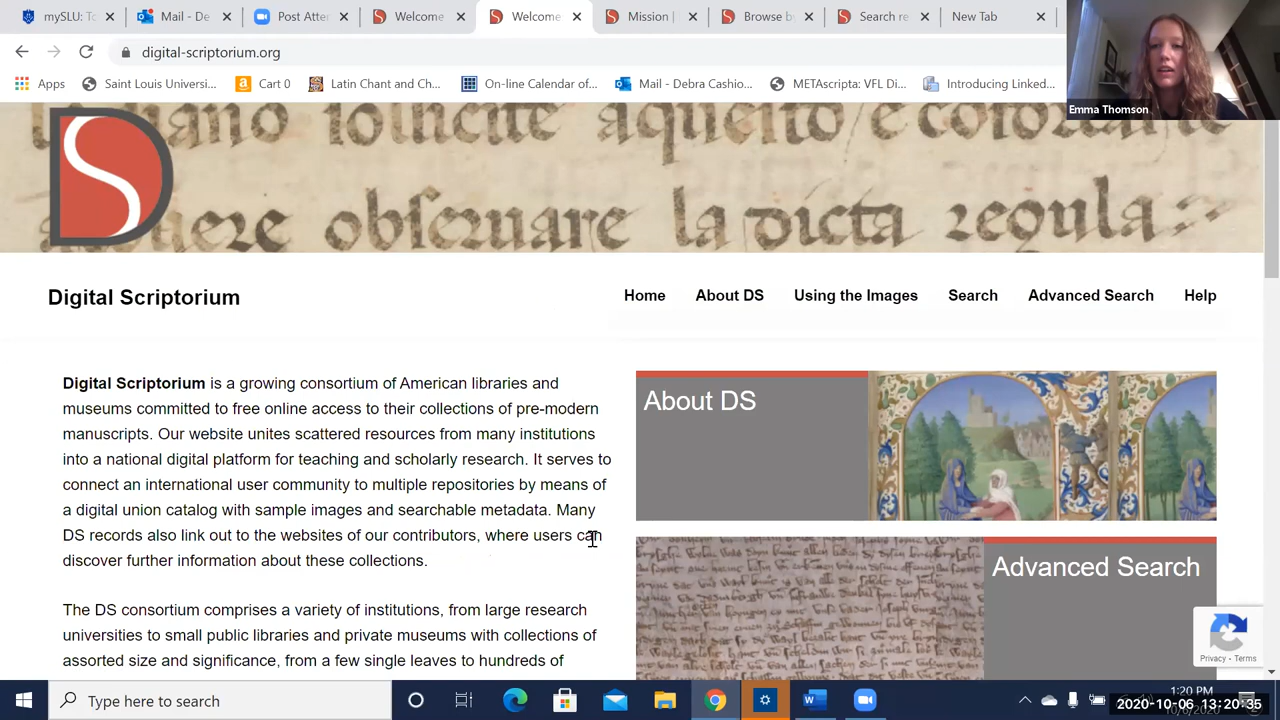 mySLU: To
Mail - De
Post Atter
Welcome
Welcome
Mission |
Browse b
Search re
New Tab
digital-scriptorium.org
Apps
Saint Louis Universi...
Cart 0
Latin Chant and Ch...
On-line Calendar of...
Mail - Debra Cashio...
METAscripta: VFL Di...
Introducing Linked...
Emma Thomson
obseruare la dicta regula
Digital Scriptorium
Home
About DS
Using the Images
Search
Advanced Search
Help
Digital Scriptorium is a growing consortium of American libraries and
museums committed to free online access to their collections of pre-modern
manuscripts. Our website unites scattered resources from many institutions
into a national digital platform for teaching and scholarly research. It serves to
connect an international user community to multiple repositories by means of
a digital union catalog with sample images and searchable metadata. Many
DS records also link out to the websites of our contributors, where users can
discover further information about these collections.
The DS consortium comprises a variety of institutions, from large research
universities to small public libraries and private museums with collections of
assorted size and significance, from a few single leaves to hundreds of
About DS
Advanced Search
Privacy - Terms
Type here to search
1:20 PM
2020-10-06 13:20:35